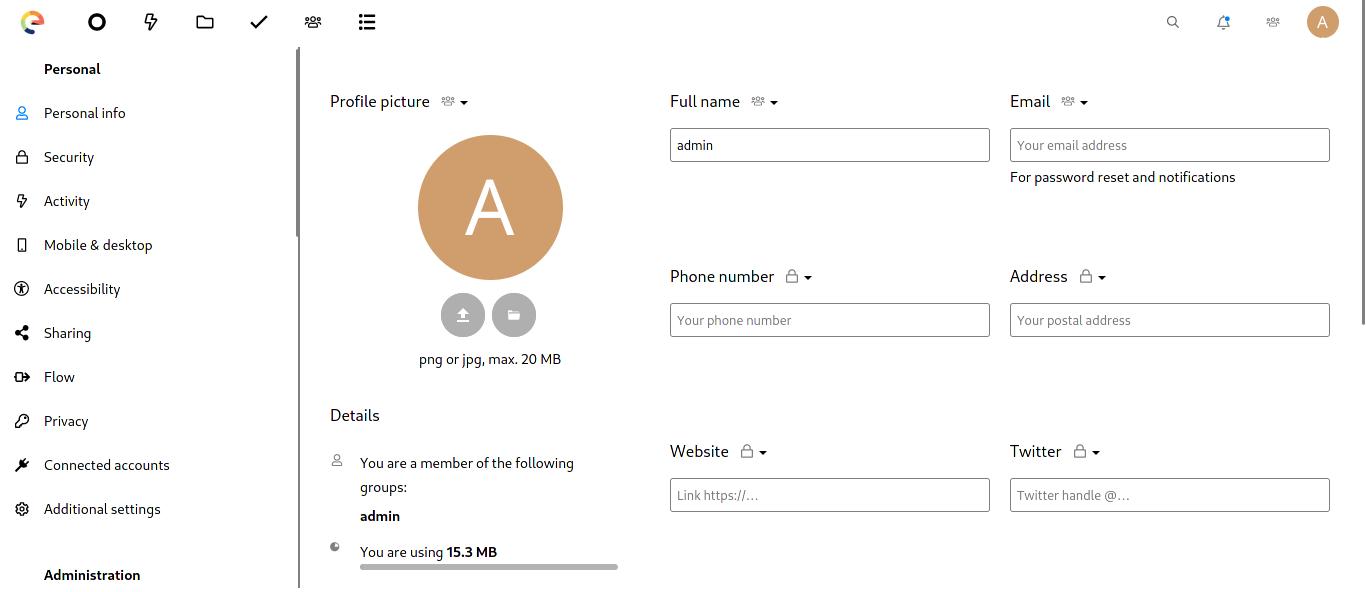 A
Personal
Personal info
Security
Activity
Mobile & desktop
Accessibility
Sharing
Flow
Privacy
Connected accounts
Additional settings
Administration
Profile picture
A
png or jpg, max. 20 MB
Details
You are a member of the following
groups:
admin
You are using 15.3 MB
Full name
admin
Email
Your email address
For password reset and notifications
Phone number
Your phone number
Address
Your postal address
Website
Link https://…
Twitter
Twitter handle @…